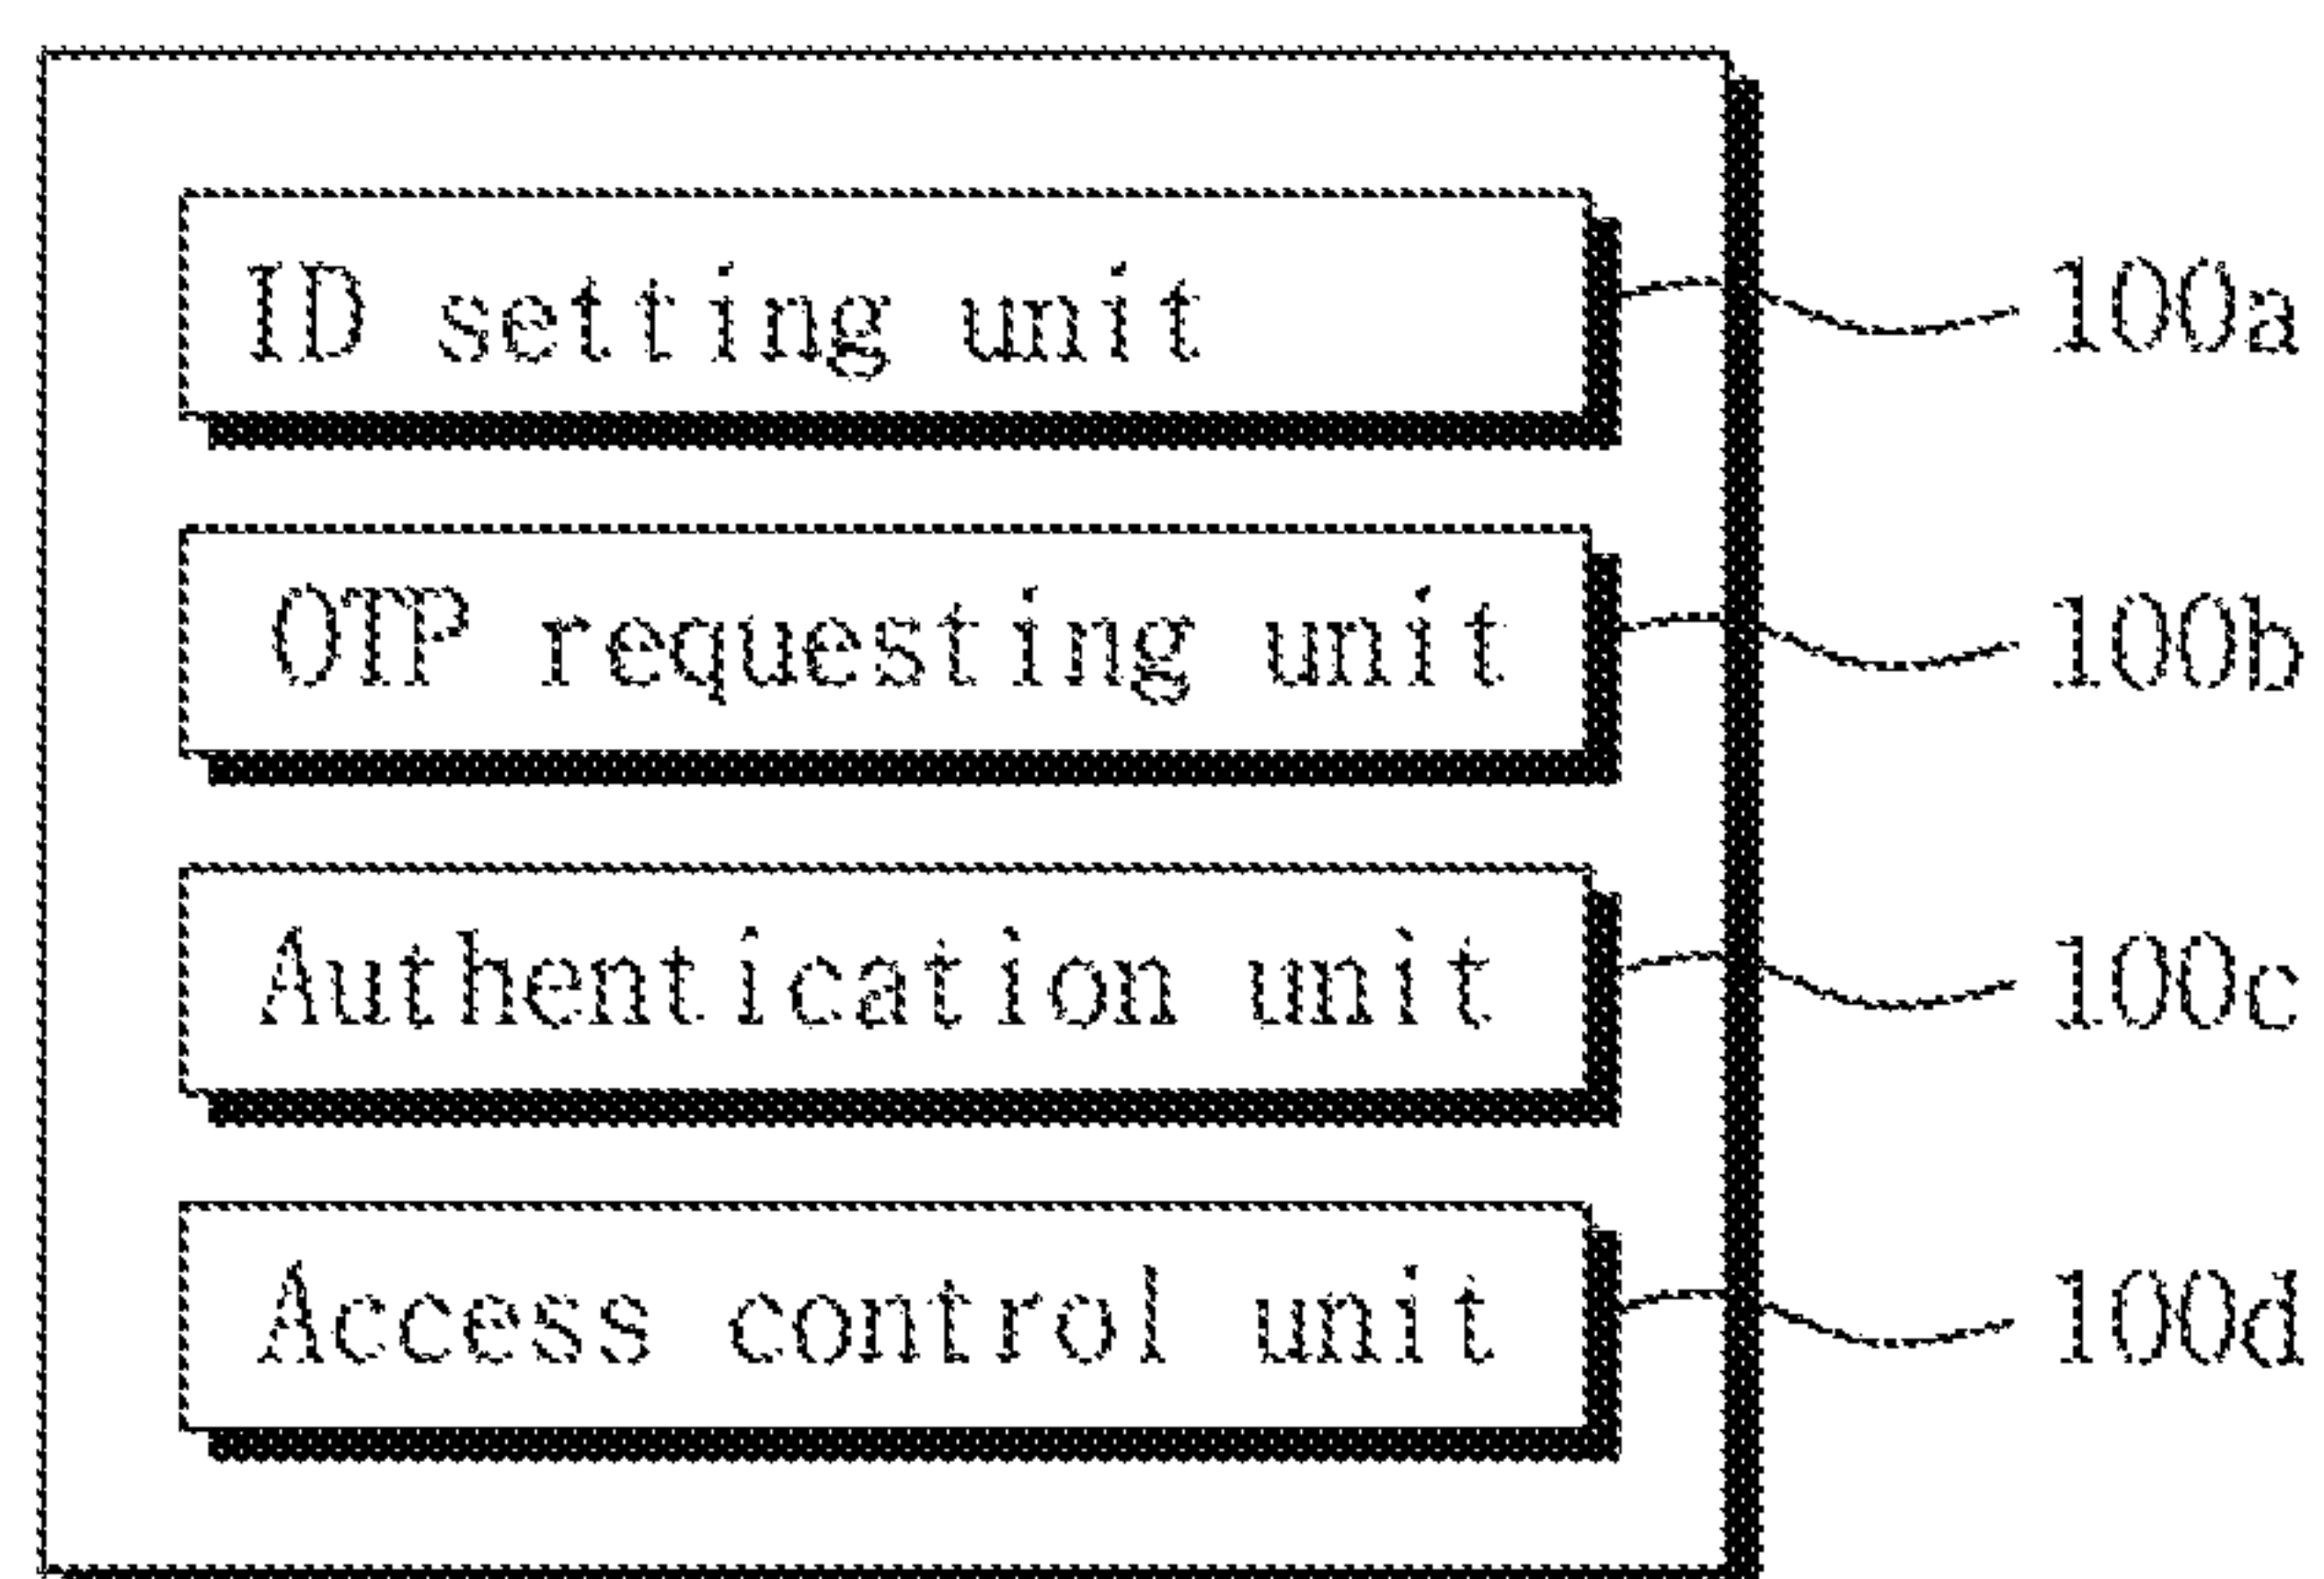 ID setting unit 100a
OTP requesting unit 100b
Authentication unit 100c
Access control unit 100d